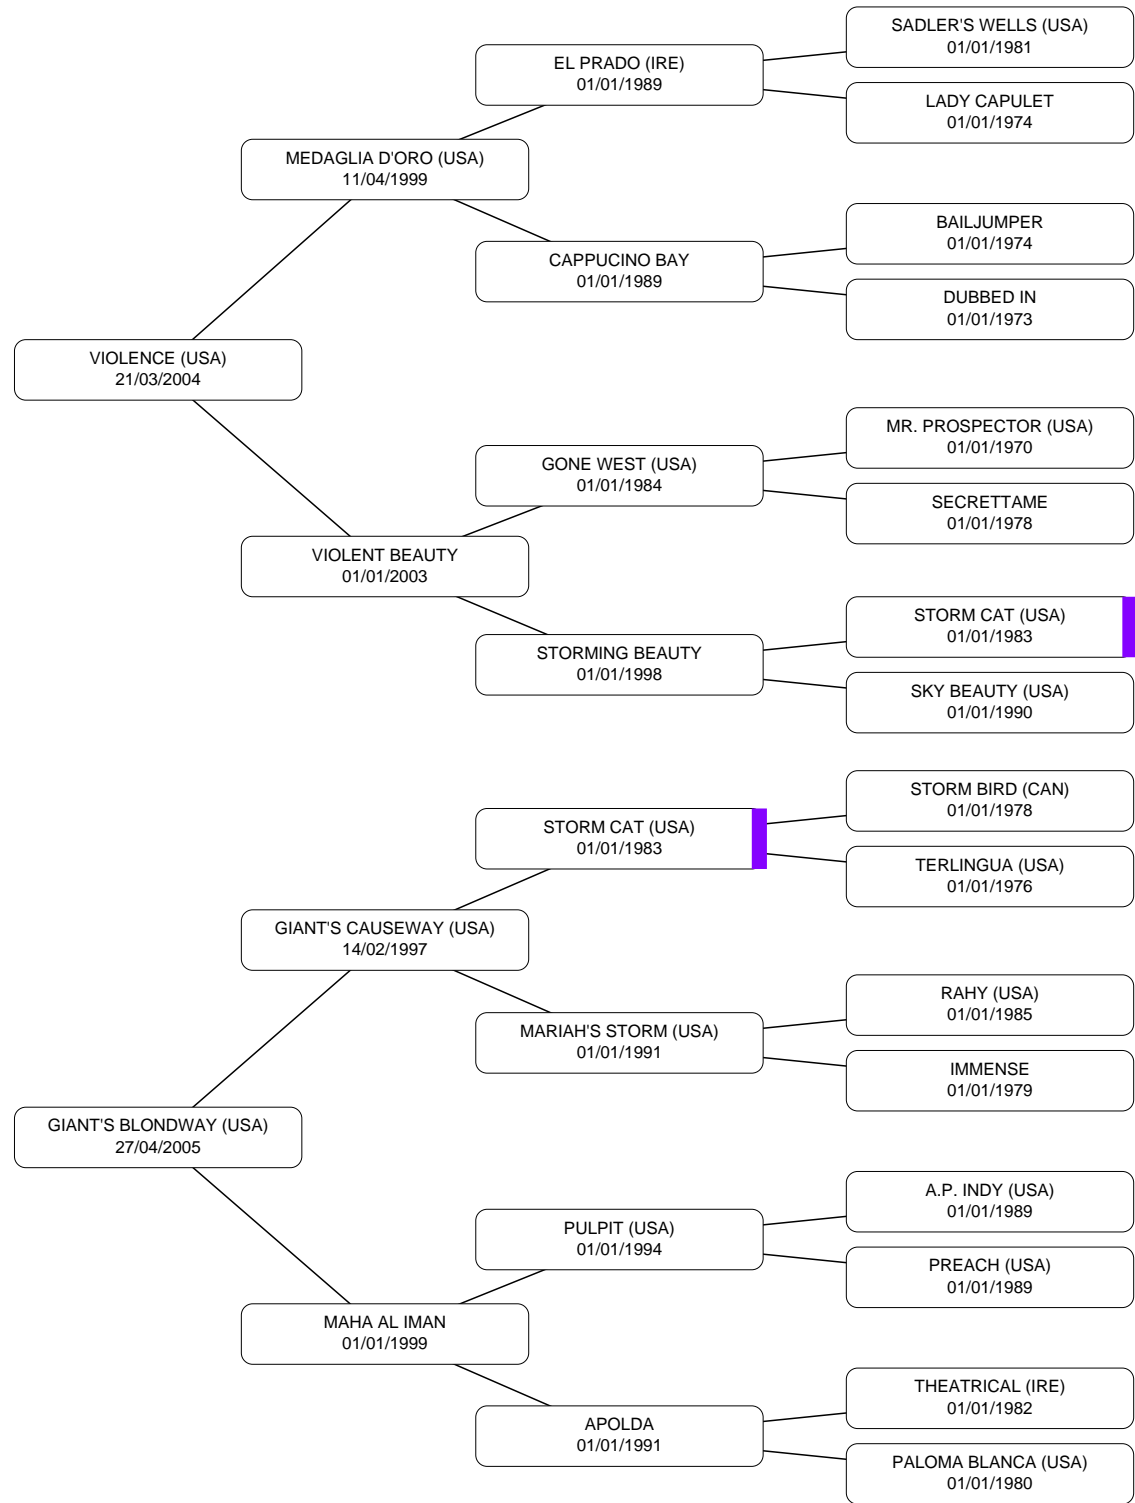 SADLER'S WELLS (USA)
01/01/1981
EL PRADO (IRE)
01/01/1989
LADY CAPULET
01/01/1974
MEDAGLIA D'ORO (USA)
11/04/1999
BAILJUMPER
01/01/1974
CAPPUCINO BAY
01/01/1989
DUBBED IN
01/01/1973
VIOLENCE (USA)
21/03/2004
MR. PROSPECTOR (USA)
01/01/1970
GONE WEST (USA)
01/01/1984
SECRETTAME
01/01/1978
VIOLENT BEAUTY
01/01/2003
STORM CAT (USA)
01/01/1983
STORMING BEAUTY
01/01/1998
SKY BEAUTY (USA)
01/01/1990
STORM BIRD (CAN)
01/01/1978
STORM CAT (USA)
01/01/1983
TERLINGUA (USA)
01/01/1976
GIANT'S CAUSEWAY (USA)
14/02/1997
RAHY (USA)
01/01/1985
MARIAH'S STORM (USA)
01/01/1991
IMMENSE
01/01/1979
GIANT'S BLONDWAY (USA)
27/04/2005
A.P. INDY (USA)
01/01/1989
PULPIT (USA)
01/01/1994
PREACH (USA)
01/01/1989
MAHA AL IMAN
01/01/1999
THEATRICAL (IRE)
01/01/1982
APOLDA
01/01/1991
PALOMA BLANCA (USA)
01/01/1980